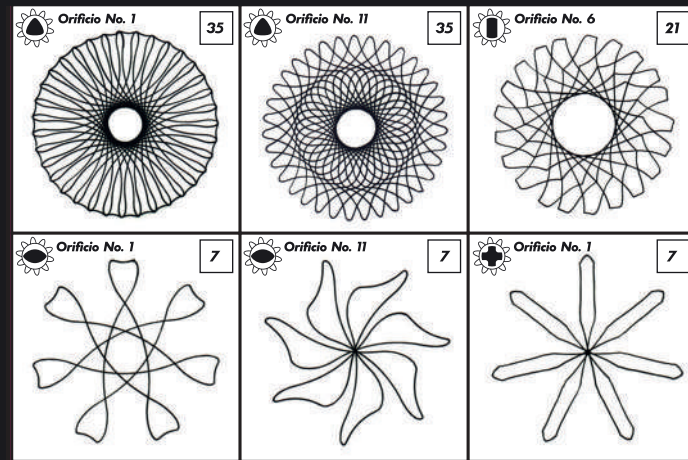 Orificio No. 1 35
Orificio No. 11 35
Orificio No. 6 21
Orificio No. 1 7
Orificio No. 11 7
Orificio No. 1 7